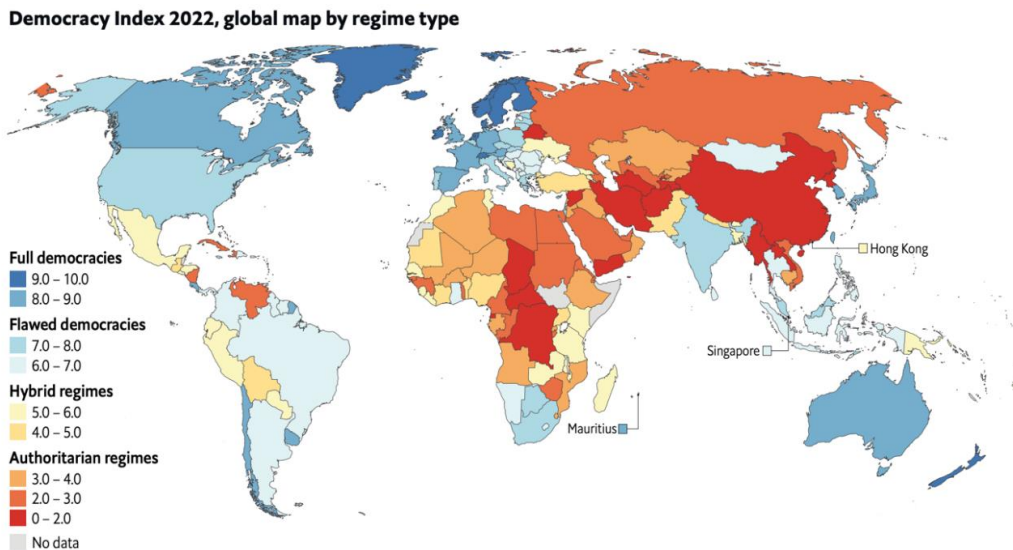 Democracy Index 2022, global map by regime type
Full democracies
9.0 – 10.0
8.0 – 9.0
Flawed democracies
7.0 – 8.0
6.0 – 7.0
Hybrid regimes
5.0 – 6.0
4.0 – 5.0
Authoritarian regimes
3.0 – 4.0
2.0 – 3.0
0 – 2.0
No data
Hong Kong
Singapore
Mauritius